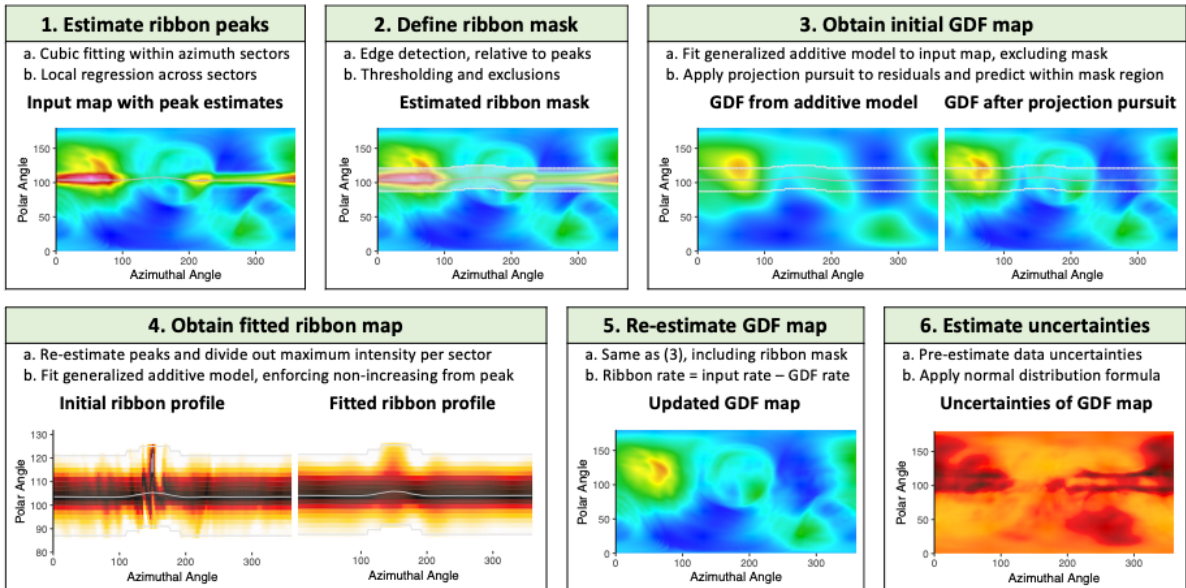 1. Estimate ribbon peaks
a. Cubic fitting within azimuth sectors
b. Local regression across sectors
Input map with peak estimates
Polar Angle
150
100
50
0
0 100 200 300
Azimuthal Angle
2. Define ribbon mask
a. Edge detection, relative to peaks
b. Thresholding and exclusions
Estimated ribbon mask
Polar Angle
150
100
50
0
0 100 200 300
Azimuthal Angle
3. Obtain initial GDF map
a. Fit generalized additive model to input map, excluding mask
b. Apply projection pursuit to residuals and predict within mask region
GDF from additive model
GDF after projection pursuit
Polar Angle
150
100
50
0
0 100 200 300
Azimuthal Angle
0 100 200 300
Azimuthal Angle
4. Obtain fitted ribbon map
a. Re-estimate peaks and divide out maximum intensity per sector
b. Fit generalized additive model, enforcing non-increasing from peak
Initial ribbon profile
Fitted ribbon profile
Polar Angle
130
120
110
100
90
80
0 100 200 300
Azimuthal Angle
0 100 200 300
Azimuthal Angle
5. Re-estimate GDF map
a. Same as (3), including ribbon mask
b. Ribbon rate = input rate – GDF rate
Updated GDF map
Polar Angle
150
100
50
0
0 100 200 300
Azimuthal Angle
6. Estimate uncertainties
a. Pre-estimate data uncertainties
b. Apply normal distribution formula
Uncertainties of GDF map
Polar Angle
150
100
50
0
0 100 200 300
Azimuthal Angle